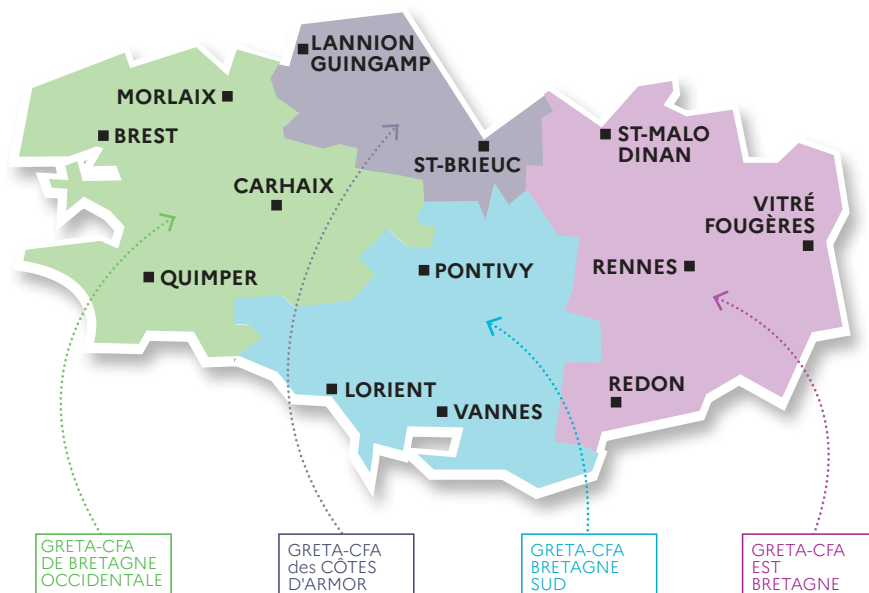 LANNION
GUINGAMP
MORLAIX
BREST
ST-MALO
DINAN
ST-BRIEUC
CARHAIX
VITRÉ
FOUGÈRES
QUIMPER
PONTIVY
RENNES
LORIENT
VANNES
REDON
GRETA-CFA
DE BRETAGNE
OCCIDENTALE
GRETA-CFA
des CÔTES
D'ARMOR
GRETA-CFA
BRETAGNE
SUD
GRETA-CFA
EST
BRETAGNE